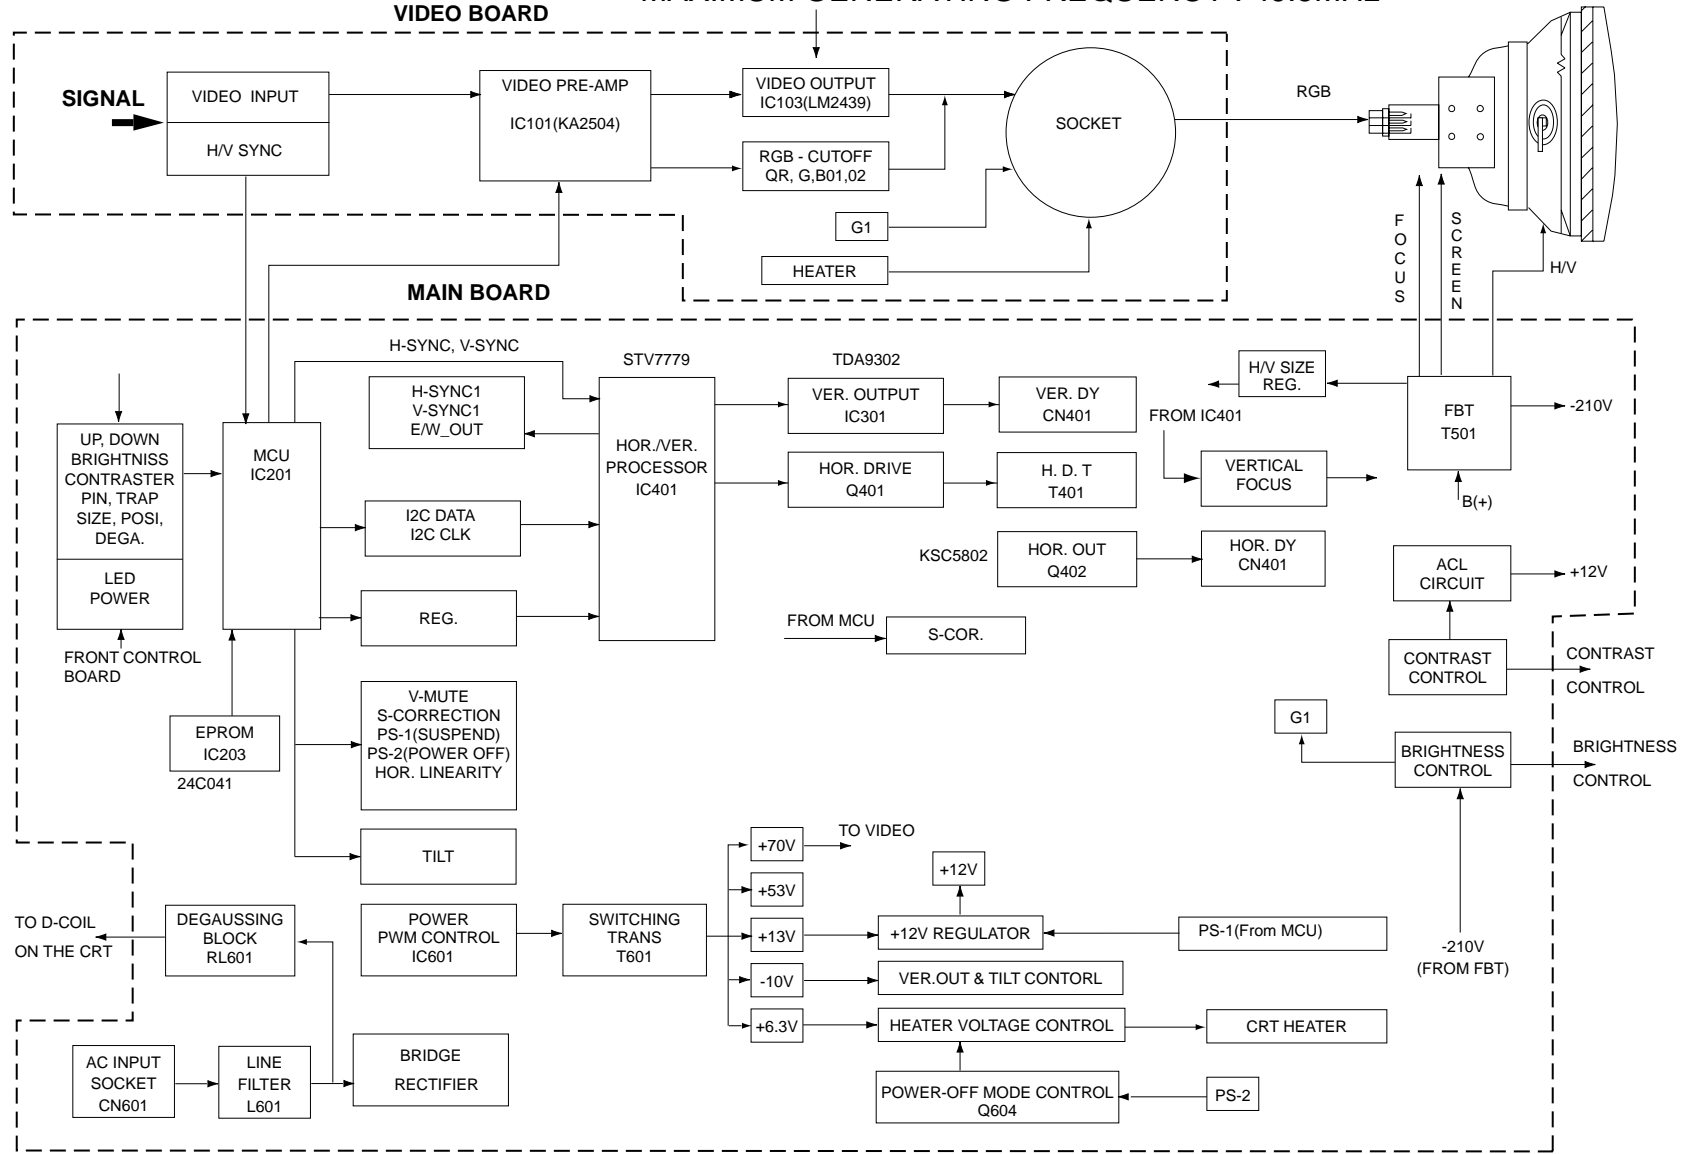 VIDEO BOARD
SIGNAL
VIDEO INPUT
H/V SYNC
VIDEO PRE-AMP
IC101(KA2504)
VIDEO OUTPUT
IC103(LM2439)
RGB - CUTOFF
QR, G,B01,02
G1
HEATER
SOCKET
RGB
FOCUS
SCREEN
H/V
MAIN BOARD
H-SYNC, V-SYNC
H-SYNC1
V-SYNC1
E/W_OUT
UP, DOWN
BRIGHTNISS
CONTRASTER
PIN, TRAP
SIZE, POSI,
DEGA.
LED
POWER
FRONT CONTROL
BOARD
MCU
IC201
I2C DATA
I2C CLK
REG.
EPROM
IC203
24C041
V-MUTE
S-CORRECTION
PS-1(SUSPEND)
PS-2(POWER OFF)
HOR. LINEARITY
TILT
STV7779
HOR./VER.
PROCESSOR
IC401
TDA9302
VER. OUTPUT
IC301
VER. DY
CN401
HOR. DRIVE
Q401
H. D. T
T401
KSC5802
HOR. OUT
Q402
HOR. DY
CN401
FROM MCU
S-COR.
H/V SIZE
REG.
FROM IC401
VERTICAL
FOCUS
FBT
T501
-210V
B(+)
ACL
CIRCUIT
+12V
CONTRAST
CONTROL
CONTRAST
CONTROL
G1
BRIGHTNESS
CONTROL
BRIGHTNESS
CONTROL
-210V
(FROM FBT)
TO D-COIL
ON THE CRT
DEGAUSSING
BLOCK
RL601
POWER
PWM CONTROL
IC601
SWITCHING
TRANS
T601
+70V
TO VIDEO
+53V
+13V
-10V
+6.3V
+12V
+12V REGULATOR
PS-1(From MCU)
VER.OUT & TILT CONTORL
HEATER VOLTAGE CONTROL
CRT HEATER
POWER-OFF MODE CONTROL
Q604
PS-2
AC INPUT
SOCKET
CN601
LINE
FILTER
L601
BRIDGE
RECTIFIER